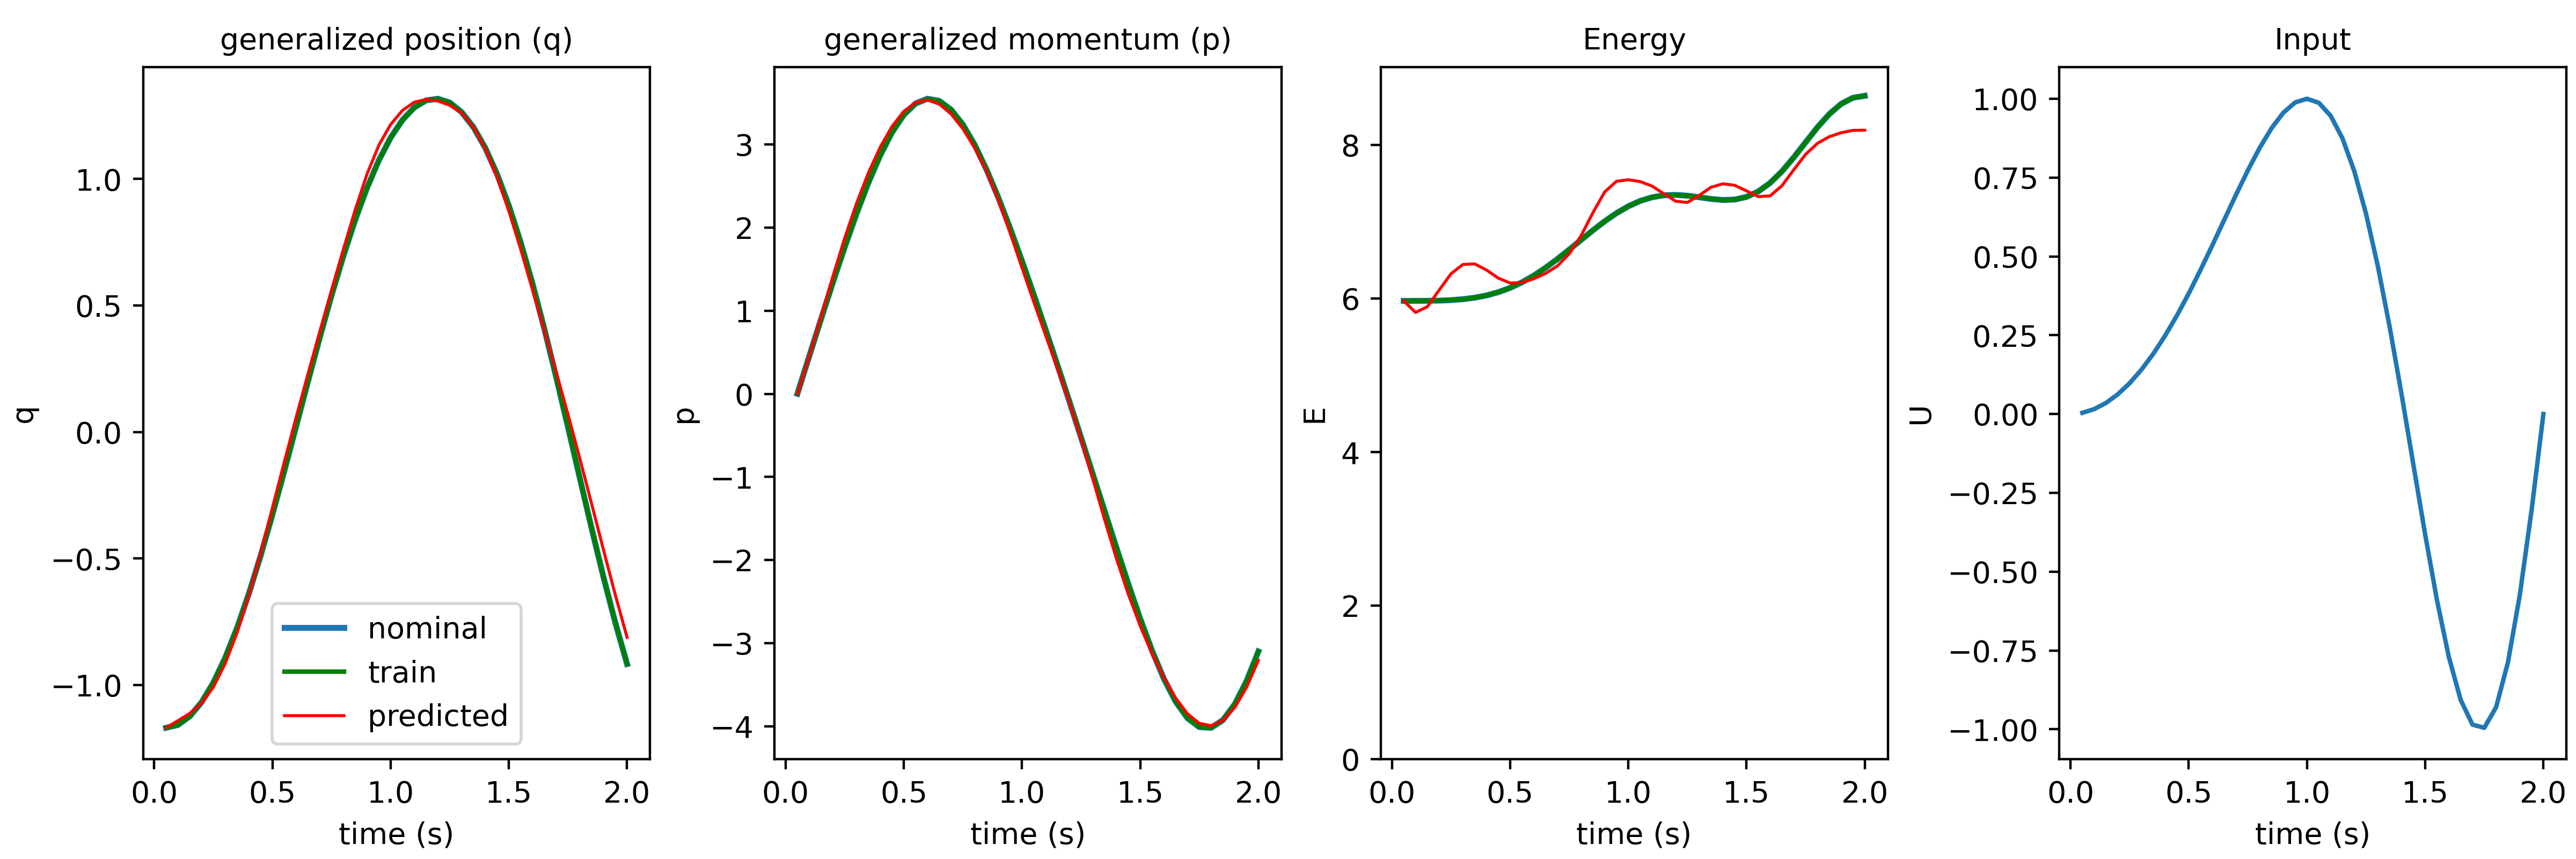 generalized position (q)
q
1.0
0.5
0.0
−0.5
−1.0
nominal
train
predicted
0.0 0.5 1.0 1.5 2.0
time (s)
generalized momentum (p)
p
3
2
1
0
−1
−2
−3
−4
0.0 0.5 1.0 1.5 2.0
time (s)
Energy
E
8
6
4
2
0
0.0 0.5 1.0 1.5 2.0
time (s)
Input
U
1.00
0.75
0.50
0.25
0.00
−0.25
−0.50
−0.75
−1.00
0.0 0.5 1.0 1.5 2.0
time (s)